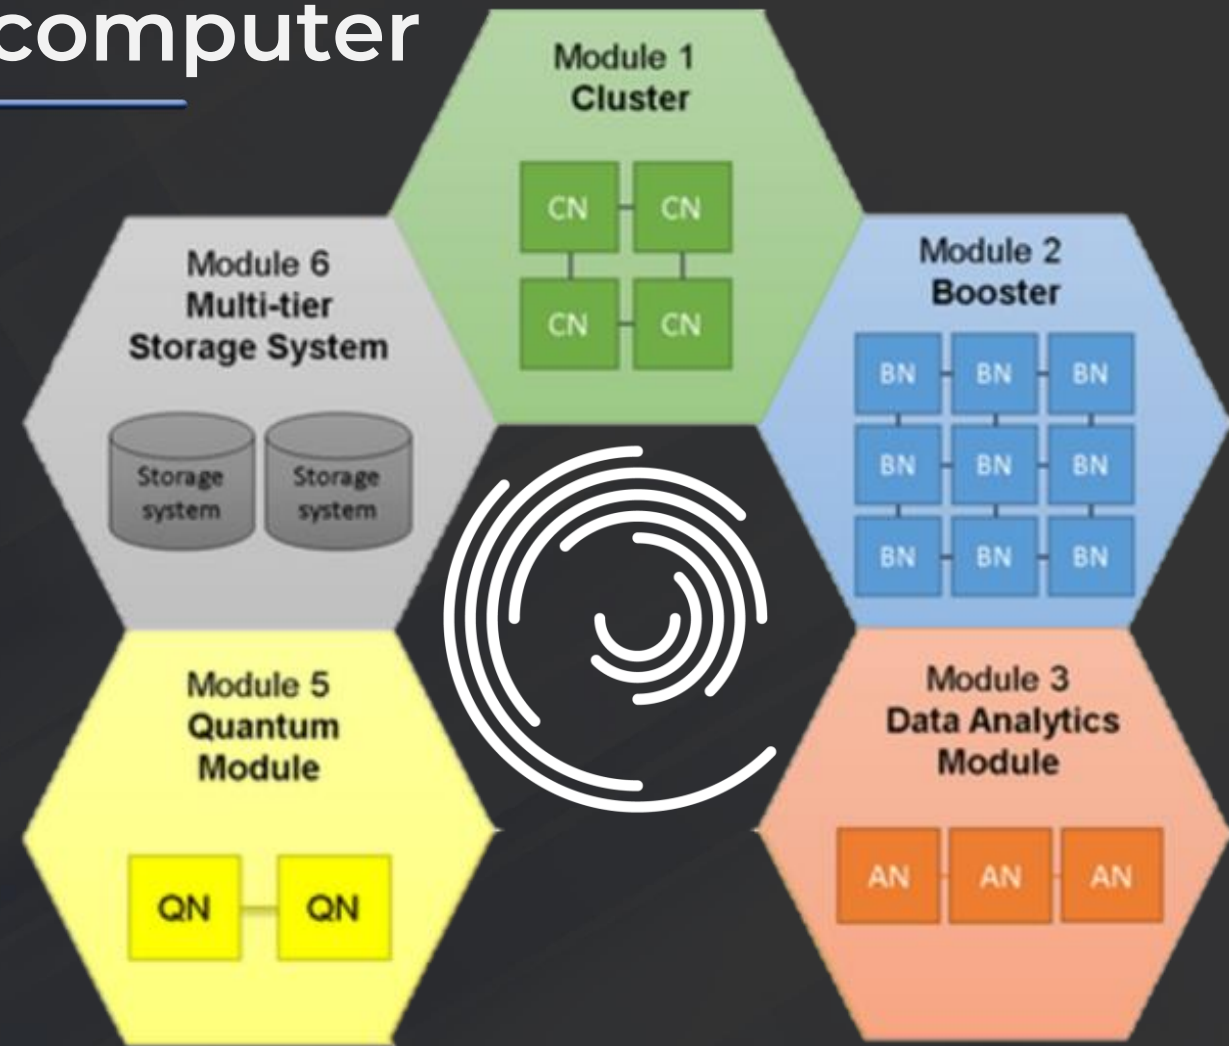 computer
Module 1
Cluster
CN CN
CN CN
Module 2
Booster
BN BN BN
BN BN BN
BN BN BN
Module 3
Data Analytics
Module
AN AN AN
Module 5
Quantum
Module
QN QN
Module 6
Multi-tier
Storage System
Storage
system
Storage
system